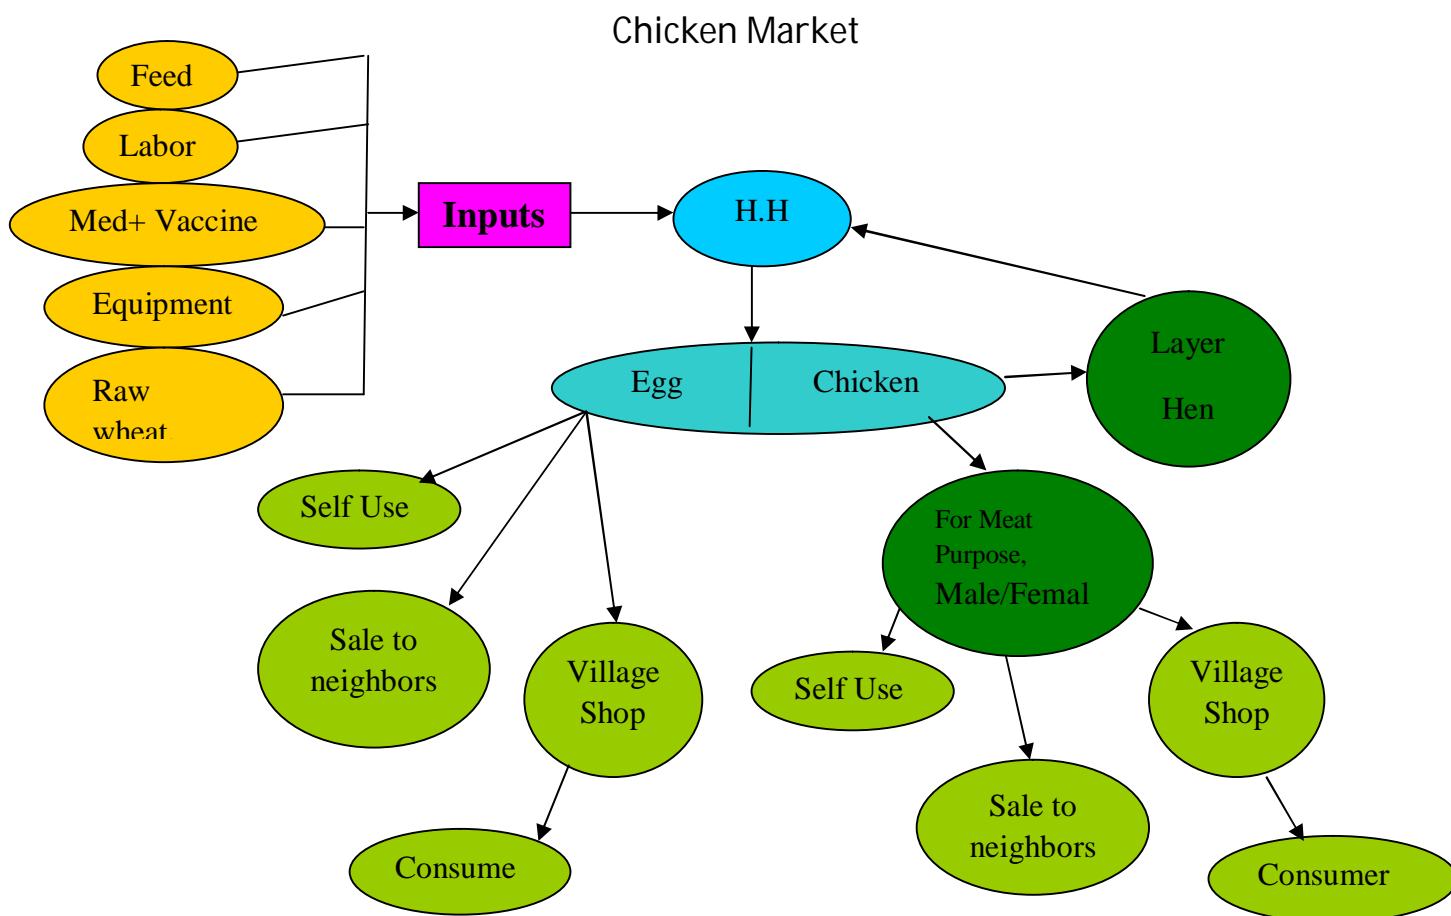 Chicken Market
Feed
Labor
Med+ Vaccine
Equipment
Raw
wheat.
Inputs
H.H
Egg
Chicken
Layer
Hen
Self Use
Sale to
neighbors
Village
Shop
Consume
For Meat
Purpose,
Male/Femal
Self Use
Sale to
neighbors
Village
Shop
Consumer